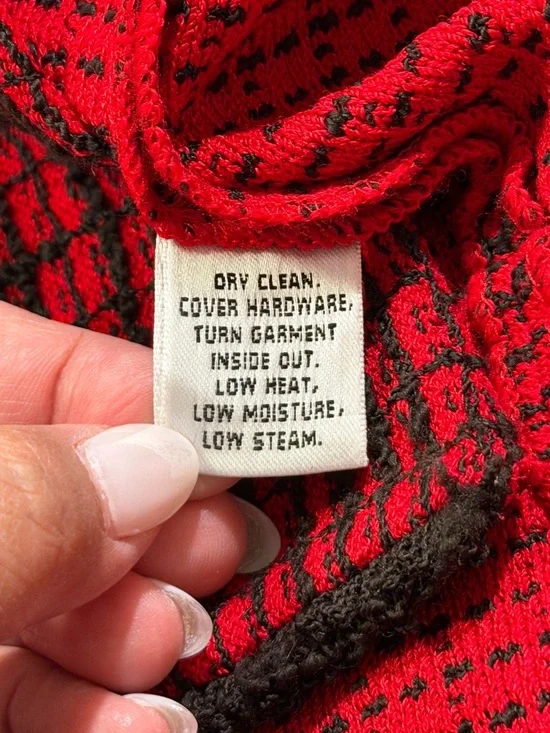 DRY CLEAN.
COVER HARDWARE,
TURN GARMENT
INSIDE OUT.
LOW HEAT,
LOW MOISTURE,
LOW STEAM.